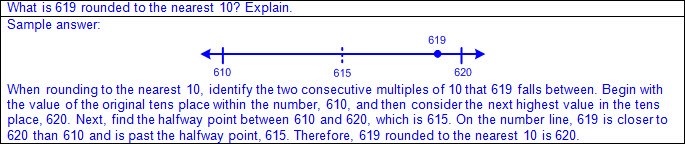 What is 619 rounded to the nearest 10? Explain.
Sample answer:
619
610 615 620
When rounding to the nearest 10, identify the two consecutive multiples of 10 that 619 falls between. Begin with
the value of the original tens place within the number, 610, and then consider the next highest value in the tens
place, 620. Next, find the halfway point between 610 and 620, which is 615. On the number line, 619 is closer to
620 than 610 and is past the halfway point, 615. Therefore, 619 rounded to the nearest 10 is 620.